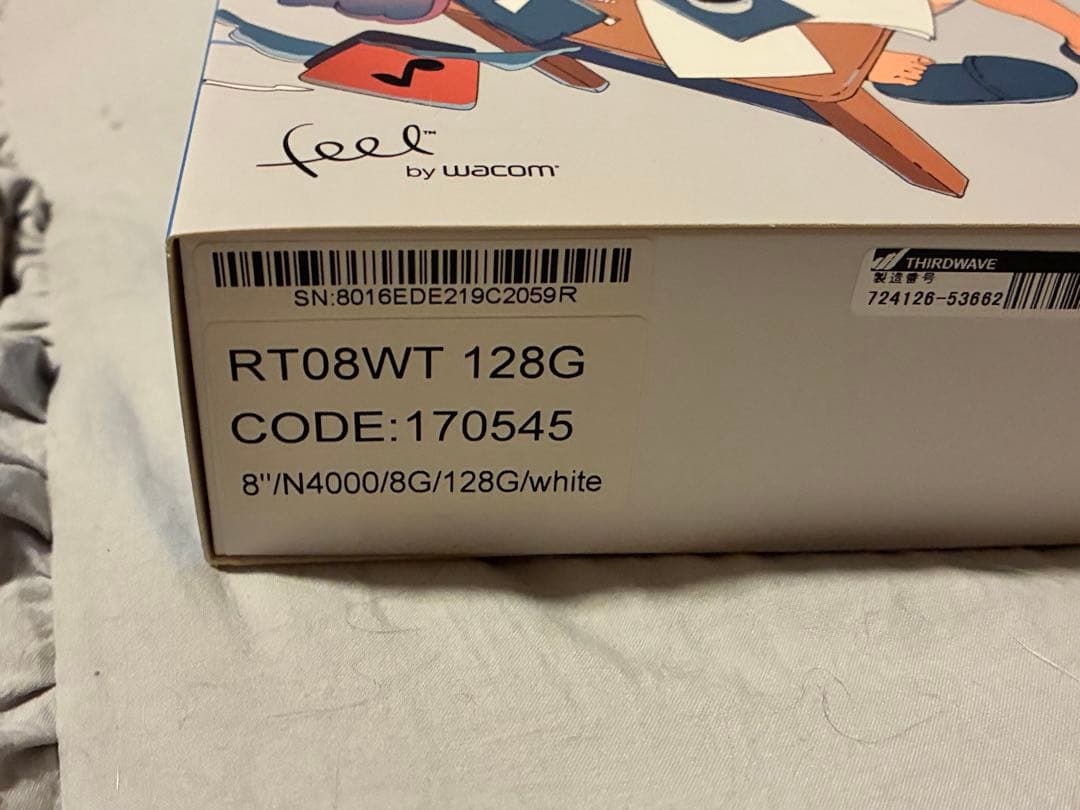 feel™
by wacom
SN:8016EDE219C2059R
RT08WT 128G
CODE:170545
8"/N4000/8G/128G/white
THIRDWAVE
製造番号
724126-53662